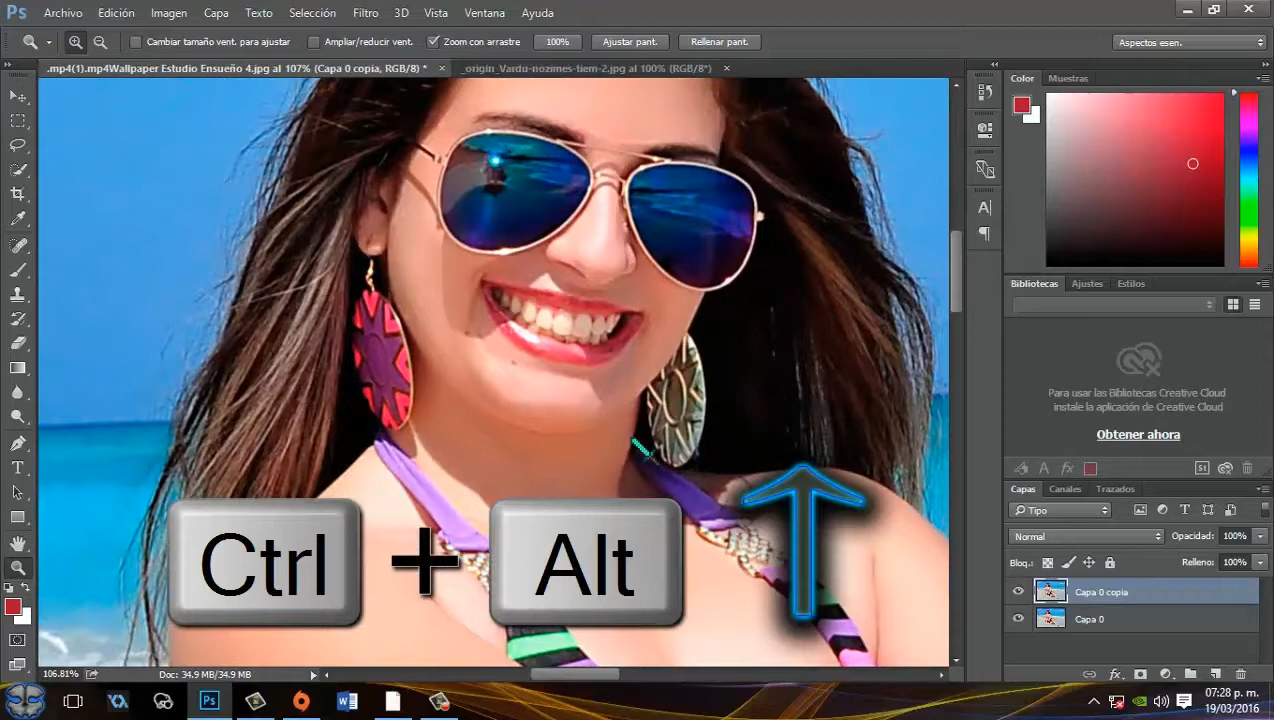 Ps Archivo Edición Imagen Capa Texto Selección Filtro 3D Vista Ventana Ayuda
Cambiar tamaño vent. para ajustar Ampliar/reducir vent. Zoom con arrastre 100% Ajustar pant. Rellenar pant. Aspectos esen.
.mp4(1).mp4Wallpaper Estudio Ensueño 4.jpg al 107% (Capa 0 copia, RGB/8) * × _origin_Vardu-nozimes-tiem-2.jpg al 100% (RGB/8*) ×
Color Muestras
Bibliotecas Ajustes Estilos
Para usar las Bibliotecas Creative Cloud
instale la aplicación de Creative Cloud
Obtener ahora
Capas Canales Trazados
Tipo
Normal Opacidad: 100%
Bloq.: Relleno: 100%
Capa 0 copia
Capa 0
Ctrl + Alt
106.81% Doc: 34.9 MB/34.9 MB
Ps
07:28 p. m.
19/03/2016